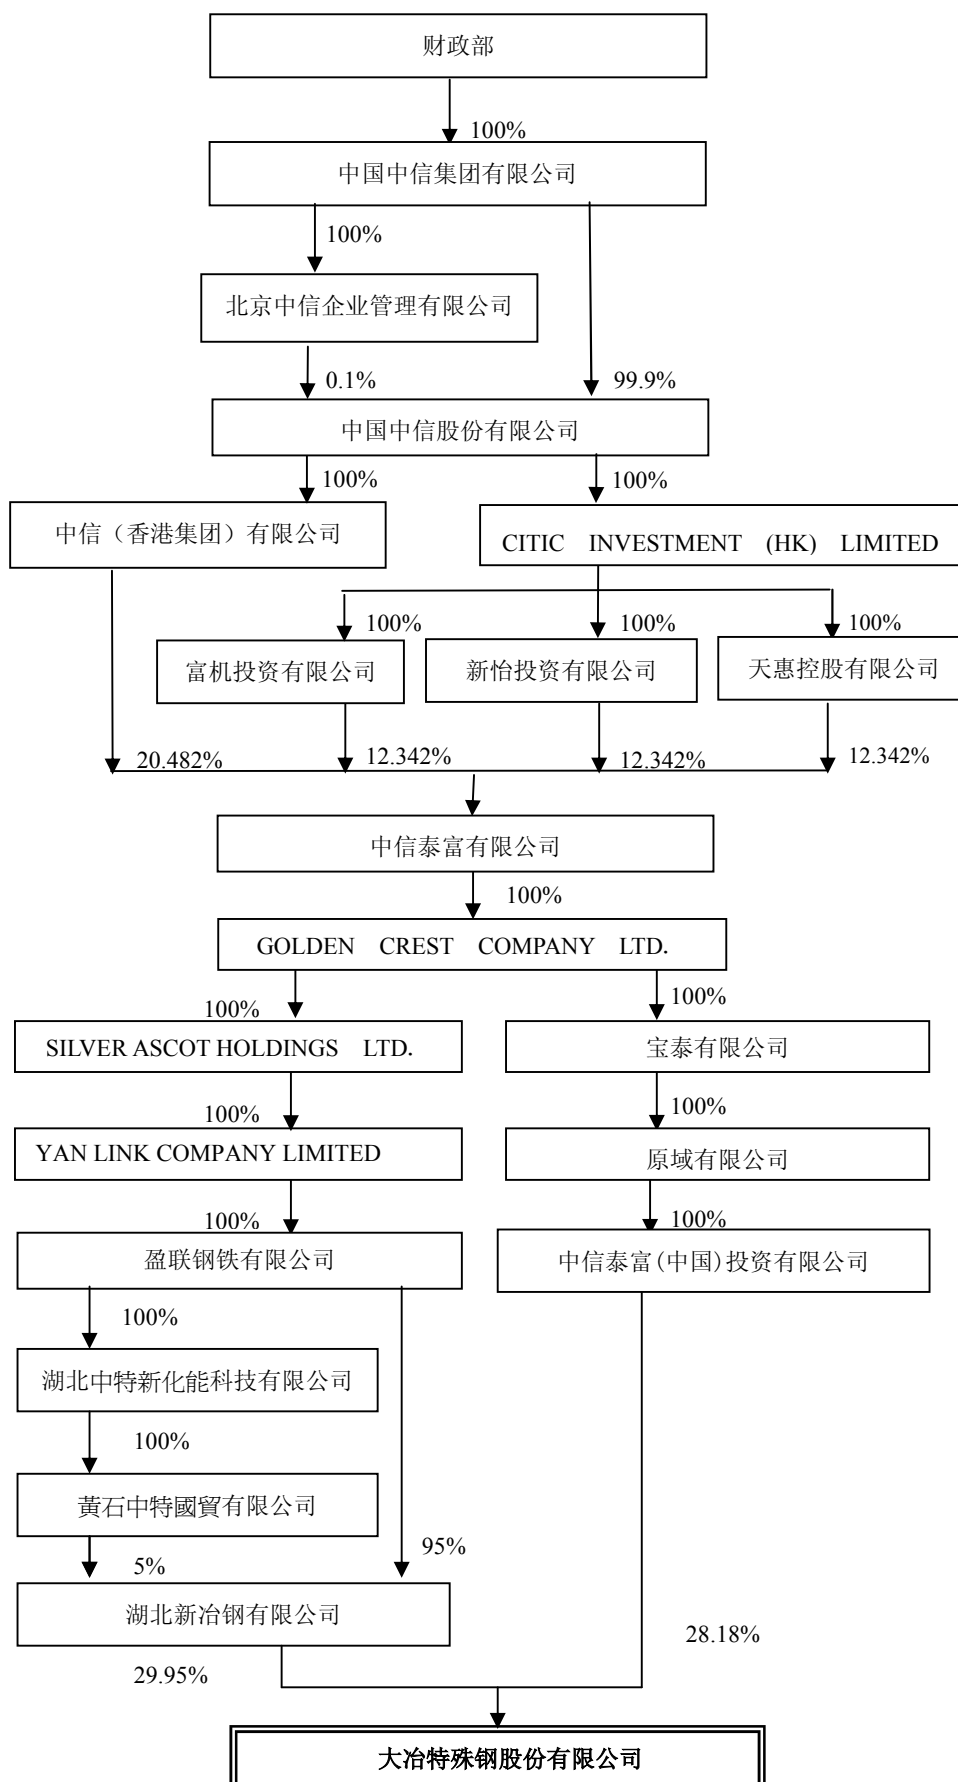 财政部
100%
中国中信集团有限公司
100%
北京中信企业管理有限公司
0.1%
99.9%
中国中信股份有限公司
100%
100%
中信（香港集团）有限公司
CITIC INVESTMENT (HK) LIMITED
100%
100%
100%
富机投资有限公司
新怡投资有限公司
天惠控股有限公司
20.482%
12.342%
12.342%
12.342%
中信泰富有限公司
100%
GOLDEN CREST COMPANY LTD.
100%
100%
SILVER ASCOT HOLDINGS LTD.
宝泰有限公司
100%
100%
YAN LINK COMPANY LIMITED
原域有限公司
100%
100%
盈联钢铁有限公司
中信泰富(中国)投资有限公司
100%
湖北中特新化能科技有限公司
100%
黃石中特國貿有限公司
95%
5%
湖北新冶钢有限公司
28.18%
29.95%
大冶特殊钢股份有限公司